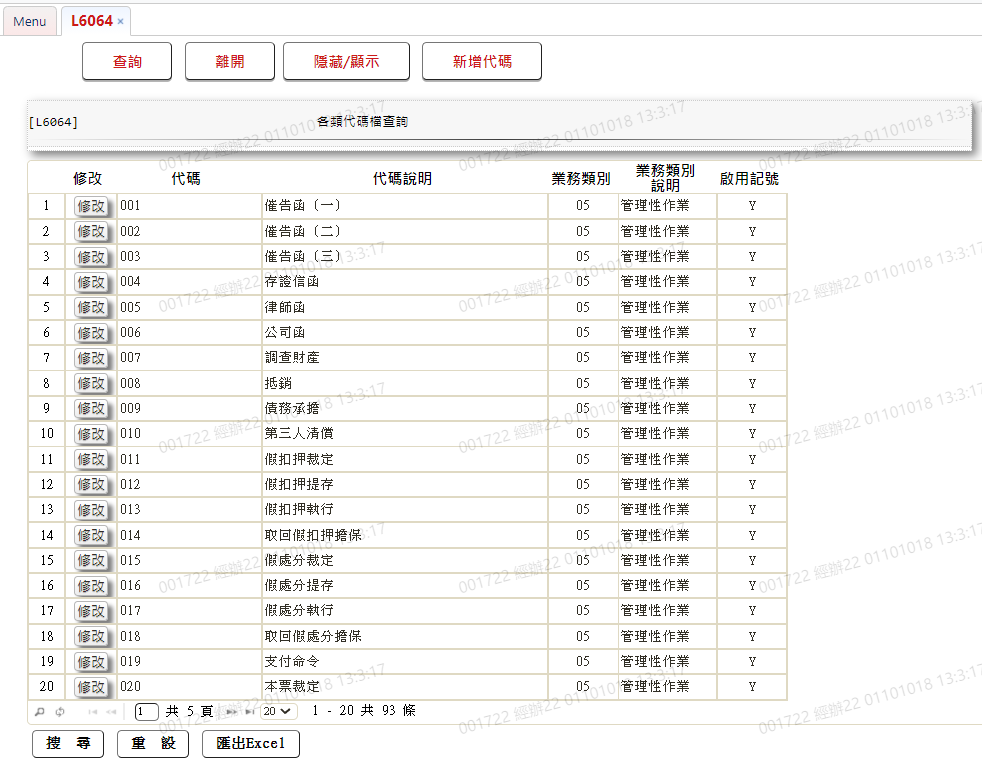 Menu L6064 ×
查詢 離開 隱藏/顯示 新增代碼
[L6064] 各類代碼檔查詢
修改 代碼 代碼說明 業務類別 業務類別說明 啟用記號
1 修改 001 催告函（一） 05 管理性作業 Y
2 修改 002 催告函（二） 05 管理性作業 Y
3 修改 003 催告函（三） 05 管理性作業 Y
4 修改 004 存證信函 05 管理性作業 Y
5 修改 005 律師函 05 管理性作業 Y
6 修改 006 公司函 05 管理性作業 Y
7 修改 007 調查財產 05 管理性作業 Y
8 修改 008 抵銷 05 管理性作業 Y
9 修改 009 債務承擔 05 管理性作業 Y
10 修改 010 第三人清償 05 管理性作業 Y
11 修改 011 假扣押裁定 05 管理性作業 Y
12 修改 012 假扣押提存 05 管理性作業 Y
13 修改 013 假扣押執行 05 管理性作業 Y
14 修改 014 取回假扣押擔保 05 管理性作業 Y
15 修改 015 假處分裁定 05 管理性作業 Y
16 修改 016 假處分提存 05 管理性作業 Y
17 修改 017 假處分執行 05 管理性作業 Y
18 修改 018 取回假處分擔保 05 管理性作業 Y
19 修改 019 支付命令 05 管理性作業 Y
20 修改 020 本票裁定 05 管理性作業 Y
1 共 5 頁 20 1 - 20 共 93 條
搜 尋 重 設 匯出Excel
001722 經辦22 01101018 13:3:17